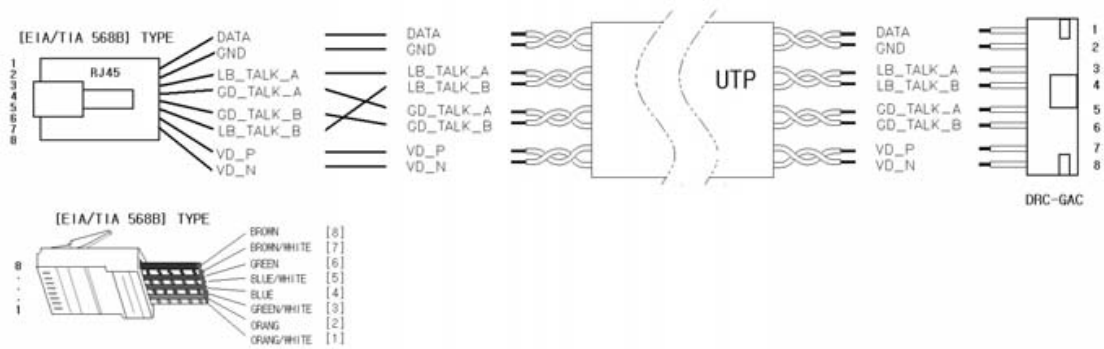 [EIA/TIA 568B] TYPE
1
2
3
4
5
6
7
8
RJ45
DATA
GND
LB_TALK_A
GD_TALK_A
GD_TALK_B
LB_TALK_B
VD_P
VD_N
DATA
GND
LB_TALK_A
LB_TALK_B
GD_TALK_A
GD_TALK_B
VD_P
VD_N
UTP
DATA
GND
LB_TALK_A
LB_TALK_B
GD_TALK_A
GD_TALK_B
VD_P
VD_N
1
2
3
4
5
6
7
8
DRC-GAC
[EIA/TIA 568B] TYPE
8
.
.
1
BROWN [8]
BROWN/WHITE [7]
GREEN [6]
BLUE/WHITE [5]
BLUE [4]
GREEN/WHITE [3]
ORANG [2]
ORANG/WHITE [1]